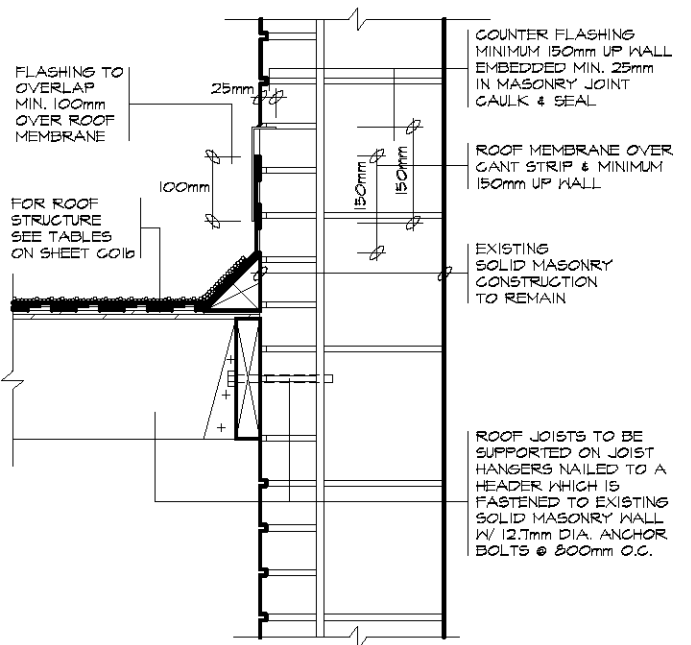 COUNTER FLASHING
MINIMUM 150mm UP WALL
EMBEDDED MIN. 25mm
IN MASONRY JOINT
CAULK & SEAL
FLASHING TO
OVERLAP
MIN. 100mm
OVER ROOF
MEMBRANE
25mm
ROOF MEMBRANE OVER
CANT STRIP & MINIMUM
150mm UP WALL
100mm
150mm
150mm
FOR ROOF
STRUCTURE
SEE TABLES
ON SHEET C01b
EXISTING
SOLID MASONRY
CONSTRUCTION
TO REMAIN
ROOF JOISTS TO BE
SUPPORTED ON JOIST
HANGERS NAILED TO A
HEADER WHICH IS
FASTENED TO EXISTING
SOLID MASONRY WALL
W/ 12.7mm DIA. ANCHOR
BOLTS @ 800mm O.C.